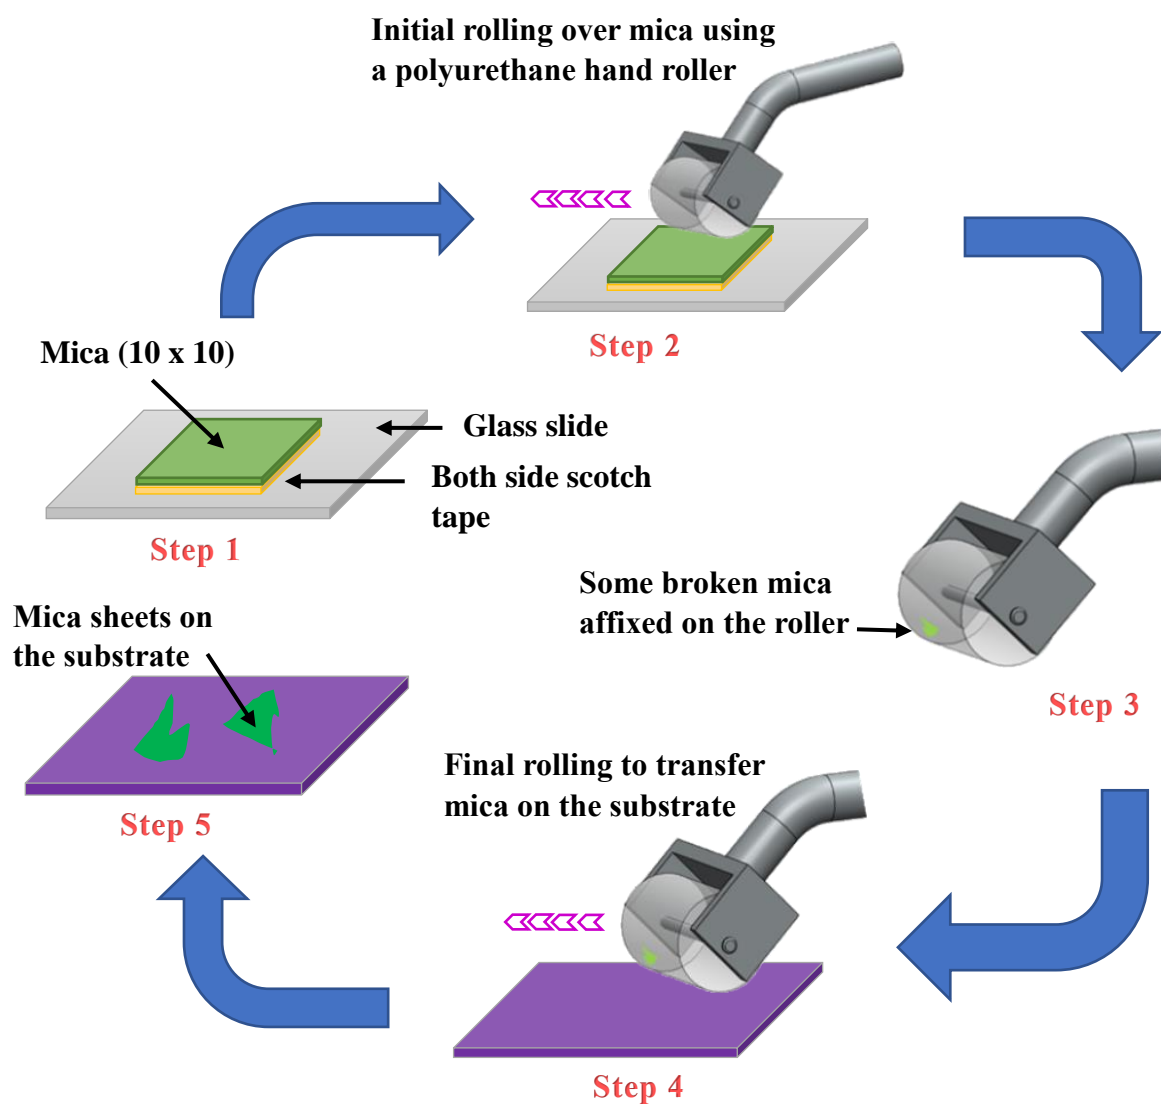 Initial rolling over mica using
a polyurethane hand roller
Step 2
Mica (10 x 10)
Glass slide
Both side scotch
tape
Step 1
Some broken mica
affixed on the roller
Step 3
Mica sheets on
the substrate
Step 5
Final rolling to transfer
mica on the substrate
Step 4